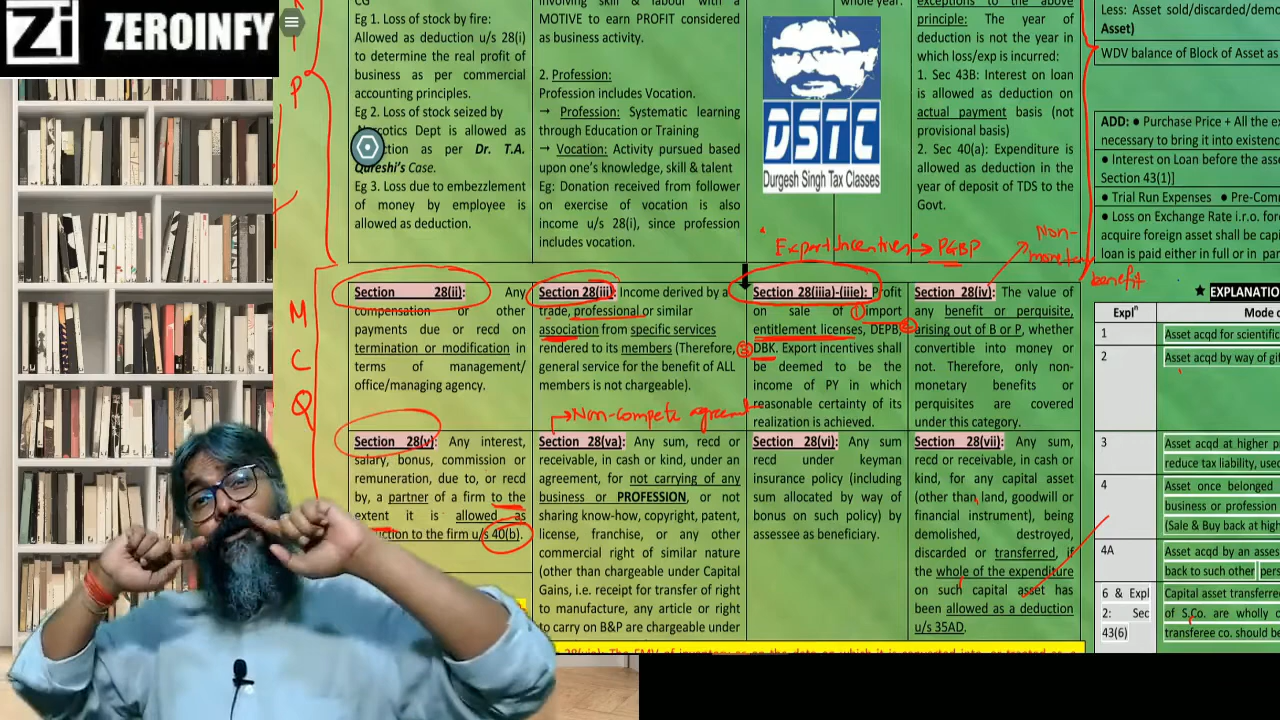 Zi ZEROINFY
CG
Eg 1. Loss of stock by fire:
Allowed as deduction u/s 28(i)
to determine the real profit of
business as per commercial
accounting principles.
Eg 2. Loss of stock seized by
Dept is allowed as
as per Dr. T.A.
Qureshi's Case.
Eg 3. Loss due to embezzlement
of money by employee is
allowed as deduction.
involving skill & labour with a
MOTIVE to earn PROFIT considered
as business activity.
2. Profession:
Profession includes Vocation.
→ Profession: Systematic learning
through Education or Training
→ Vocation: Activity pursued based
upon one's knowledge, skill & talent
Eg: Donation received from follower
on exercise of vocation is
also income u/s 28(i), since profession
includes vocation.
whole year.
DSTC
Durgesh Singh Tax Classes
exceptions to the above
principle: The year of
deduction is not the year in
which loss/exp is incurred:
1. Sec 43B: Interest on loan
is allowed as deduction on
actual payment basis (not
provisional basis)
2. Sec 40(a): Expenditure is
allowed as deduction in the
year of deposit of TDS to the
Govt.
Less: Asset sold/discarded/demo
Asset)
WDV balance of Block of Asset as
ADD: ● Purchase Price + All the ex
necessary to bring it into existenc
● Interest on Loan before the asse
Section 43(1)]
● Trial Run Expenses ● Pre-Com
● Loss on Exchange Rate i.r.o. for
acquire foreign asset shall be capi
loan is paid either in full or in par
P
"Export Incentives" → PGBP
Non-
monetary
benefit
M
C
Q
Section 28(ii): Any
compensation or other
payments due or recd on
termination or modification in
terms of management/
office/managing agency.
Section 28(iii): Income derived by a
trade, professional or similar
association from specific services
rendered to its members (Therefore,
general service for the benefit of ALL
members is not chargeable).
Section 28(iiia)-(iiie): Profit
on sale of ① import
entitlement licenses, DEPB, ②
③ DBK. Export incentives shall
be deemed to be the
income of PY in which
reasonable certainty of its
realization is achieved.
Section 28(iv): The value of
any benefit or perquisite,
arising out of B or P, whether
convertible into money or
not. Therefore, only non-
monetary benefits or
perquisites are covered
under this category.
Non-compete agreement
Section 28(v): Any interest,
salary, bonus, commission or
remuneration, due to, or recd
by, a partner of a firm to the
extent it is allowed as
to the firm u/s 40(b).
Section 28(va): Any sum, recd or
receivable, in cash or kind, under an
agreement, for not carrying of any
business or PROFESSION, or not
sharing know-how, copyright, patent,
license, franchise, or any other
commercial right of similar nature
(other than chargeable under Capital
Gains, i.e. receipt for transfer of right
to manufacture, any article or right
to carry on B&P are chargeable under
Section 28(vi): Any sum
recd under keyman
insurance policy (including
sum allocated by way of
bonus on such policy) by
assessee as beneficiary.
Section 28(vii): Any sum,
recd or receivable, in cash or
kind, for any capital asset
(other than land, goodwill or
financial instrument), being
demolished, destroyed,
discarded or transferred, if
the whole of the expenditure
on such capital asset has
been allowed as a deduction
u/s 35AD.
★ EXPLANATIO
Explⁿ Mode o
1 Asset acqd for scientific
2 Asset acqd by way of gi
3 Asset acqd at higher p
reduce tax liability, used
4 Asset once belonged
business or profession
(Sale & Buy back at high
4A Asset acqd by an asses
back to such other pers
6 & Expl Capital asset transferre
2: Sec of S.Co. are wholly o
43(6) transferee co. should be